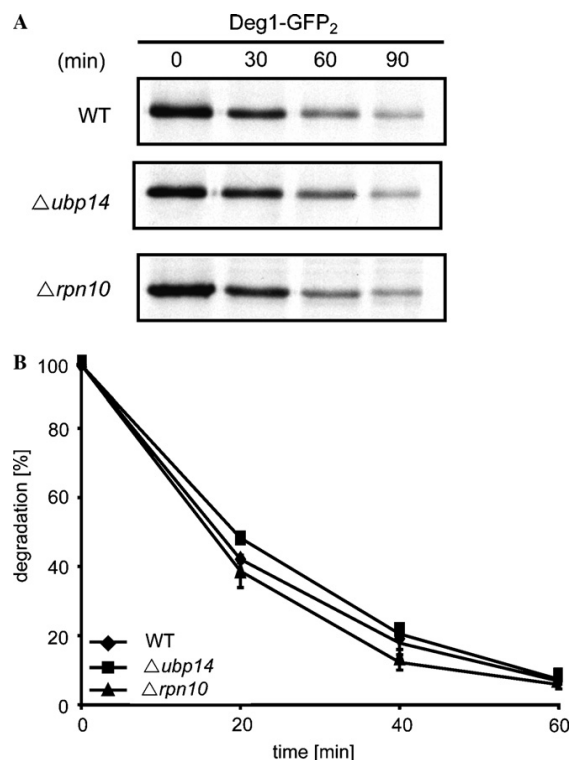 A
Deg1-GFP2
(min) 0 30 60 90
WT
△ubp14
△rpn10
B
degradation [%]
100
80
60
40
20
0
WT
△ubp14
△rpn10
0 20 40 60
time [min]